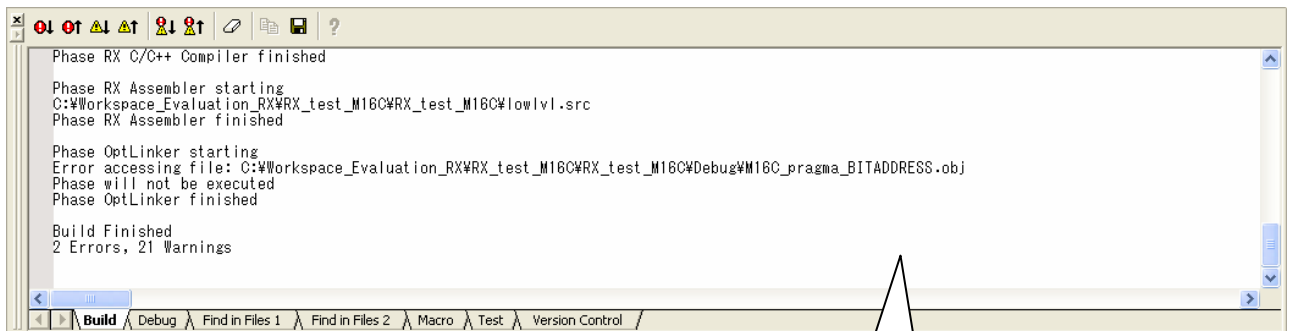 Phase RX C/C++ Compiler finished
Phase RX Assembler starting
C:¥Workspace_Evaluation_RX¥RX_test_M16C¥RX_test_M16C¥lowlvl.src
Phase RX Assembler finished
Phase OptLinker starting
Error accessing file: C:¥Workspace_Evaluation_RX¥RX_test_M16C¥RX_test_M16C¥Debug¥M16C_pragma_BITADDRESS.obj
Phase will not be executed
Phase OptLinker finished
Build Finished
2 Errors, 21 Warnings
Build Debug Find in Files 1 Find in Files 2 Macro Test Version Control